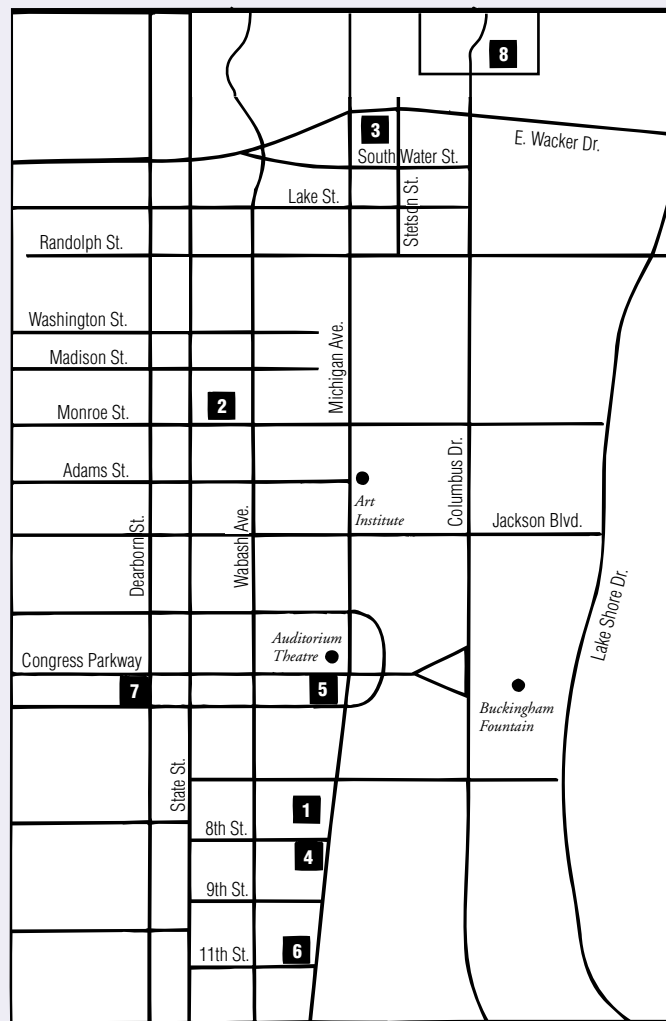 8
3
E. Wacker Dr.
South Water St.
Lake St.
Stetson St.
Randolph St.
Washington St.
Michigan Ave.
Madison St.
2
Monroe St.
Columbus Dr.
Adams St.
Art
Institute
Dearborn St.
Wabash Ave.
Jackson Blvd.
Lake Shore Dr.
Auditorium
Theatre
Congress Parkway
7
5
Buckingham
Fountain
State St.
1
8th St.
4
9th St.
11th St.
6